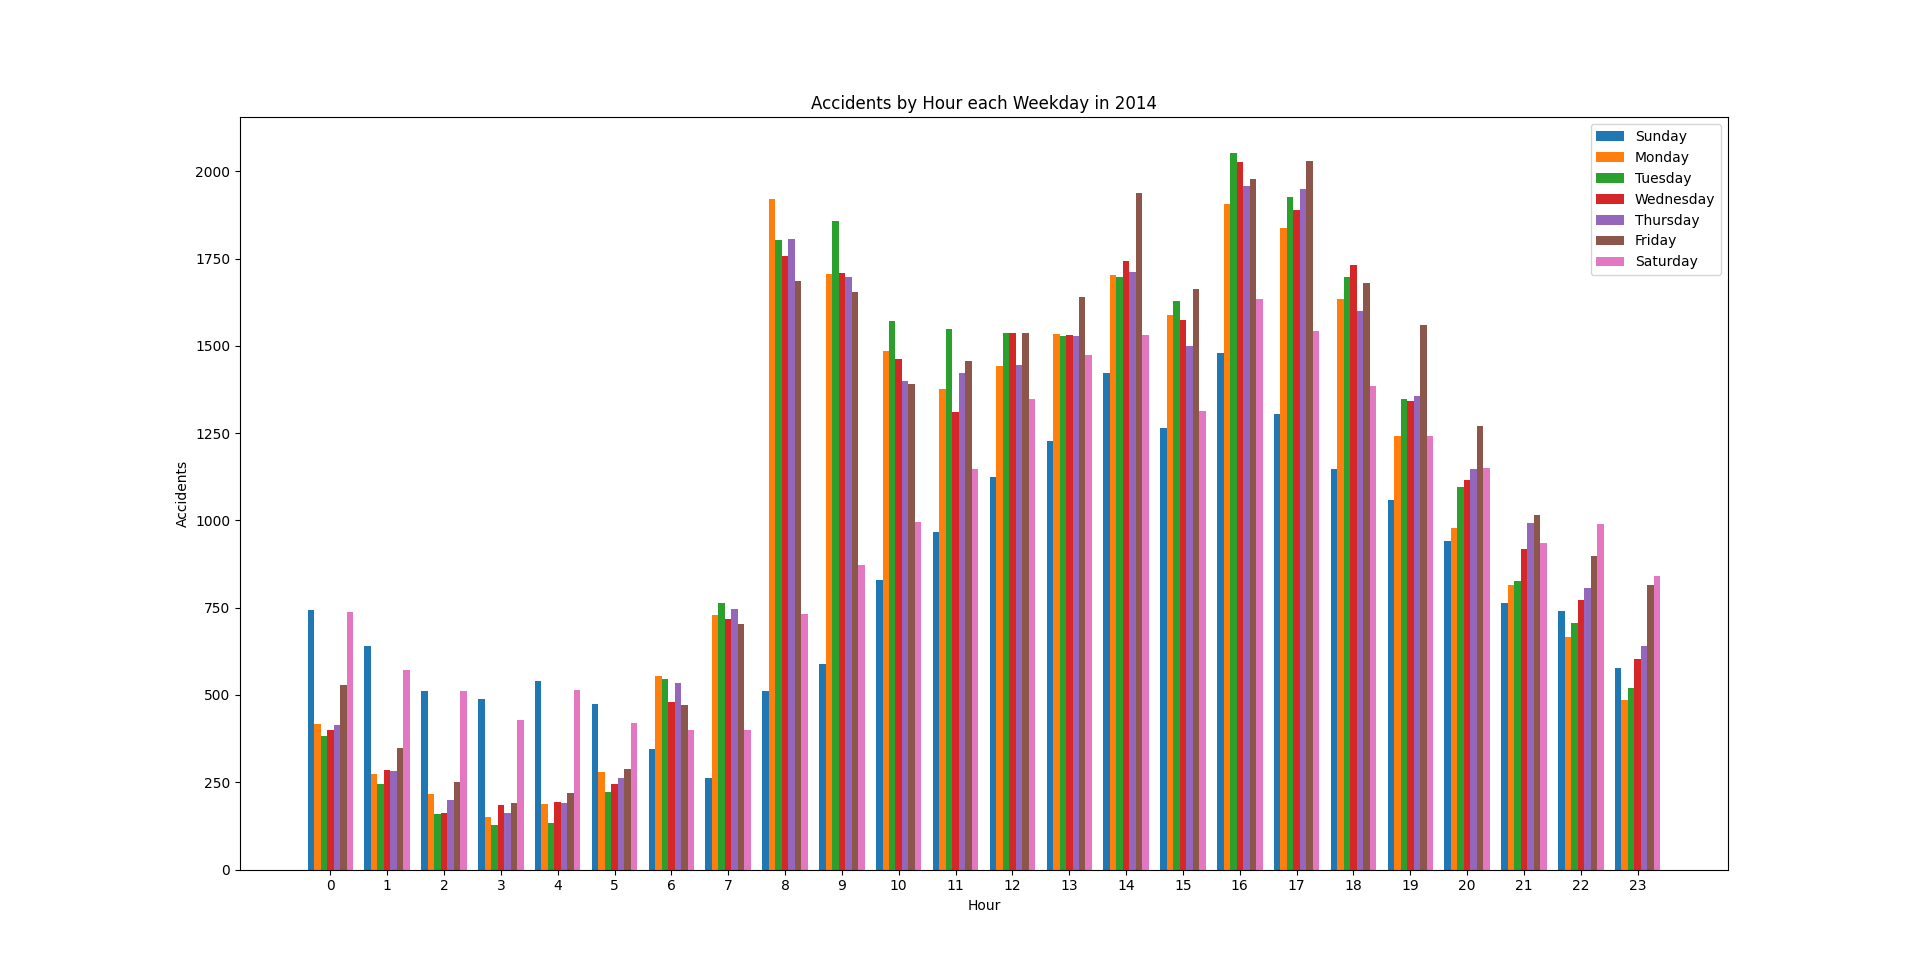 Accidents by Hour each Weekday in 2014
Sunday
Monday
Tuesday
Wednesday
Thursday
Friday
Saturday
2000
1750
1500
1250
1000
750
500
250
0
Accidents
0 1 2 3 4 5 6 7 8 9 10 11 12 13 14 15 16 17 18 19 20 21 22 23
Hour